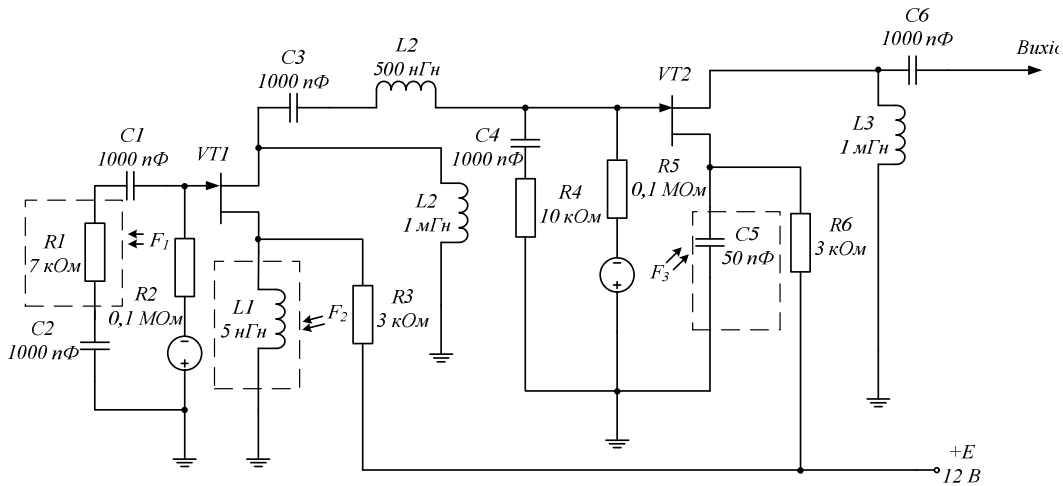 C6
1000 пФ
Вихід
L2
500 нГн
C3
1000 пФ
VT2
L3
1 мГн
C1
1000 пФ
VT1
C4
1000 пФ
R5
0,1 МОм
R4
10 кОм
L2
1 мГн
R1
7 кОм
F1
R6
3 кОм
C5
50 пФ
F3
R2
0,1 МОм
L1
5 нГн
F2
R3
3 кОм
C2
1000 пФ
+E
12 В